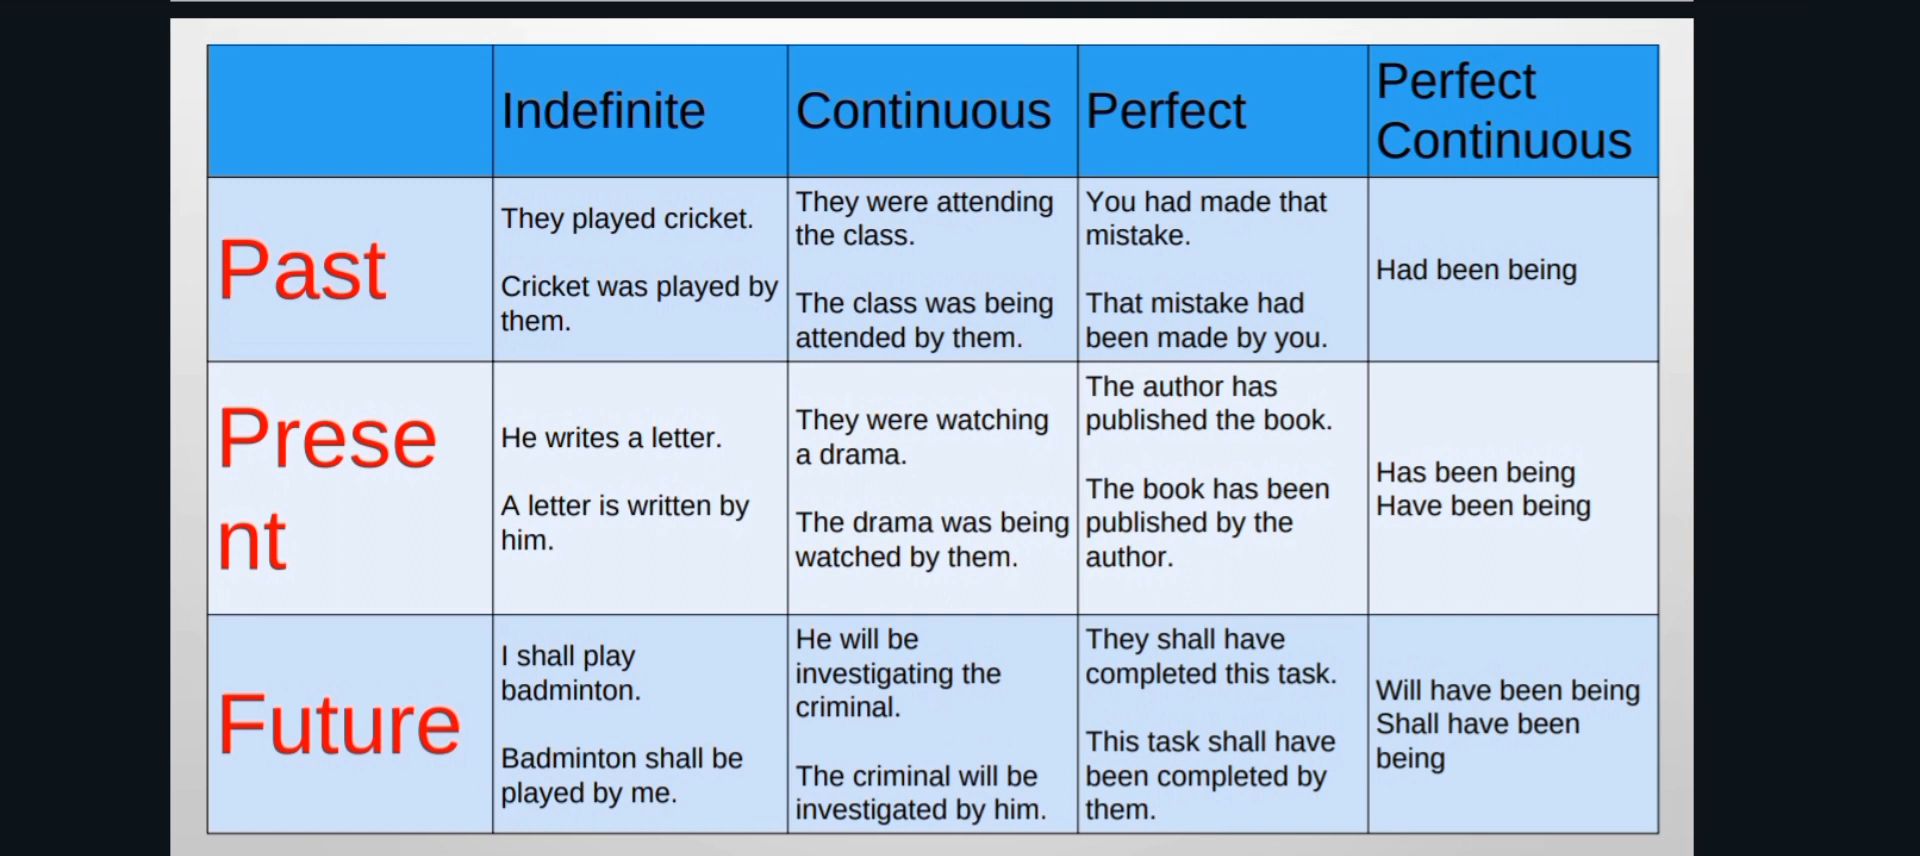 Indefinite
Continuous
Perfect
Perfect
Continuous
Past
They played cricket.
Cricket was played by
them.
They were attending
the class.
The class was being
attended by them.
You had made that
mistake.
That mistake had
been made by you.
Had been being
Prese
nt
He writes a letter.
A letter is written by
him.
They were watching
a drama.
The drama was being
watched by them.
The author has
published the book.
The book has been
published by the
author.
Has been being
Have been being
Future
I shall play
badminton.
Badminton shall be
played by me.
He will be
investigating the
criminal.
The criminal will be
investigated by him.
They shall have
completed this task.
This task shall have
been completed by
them.
Will have been being
Shall have been
being